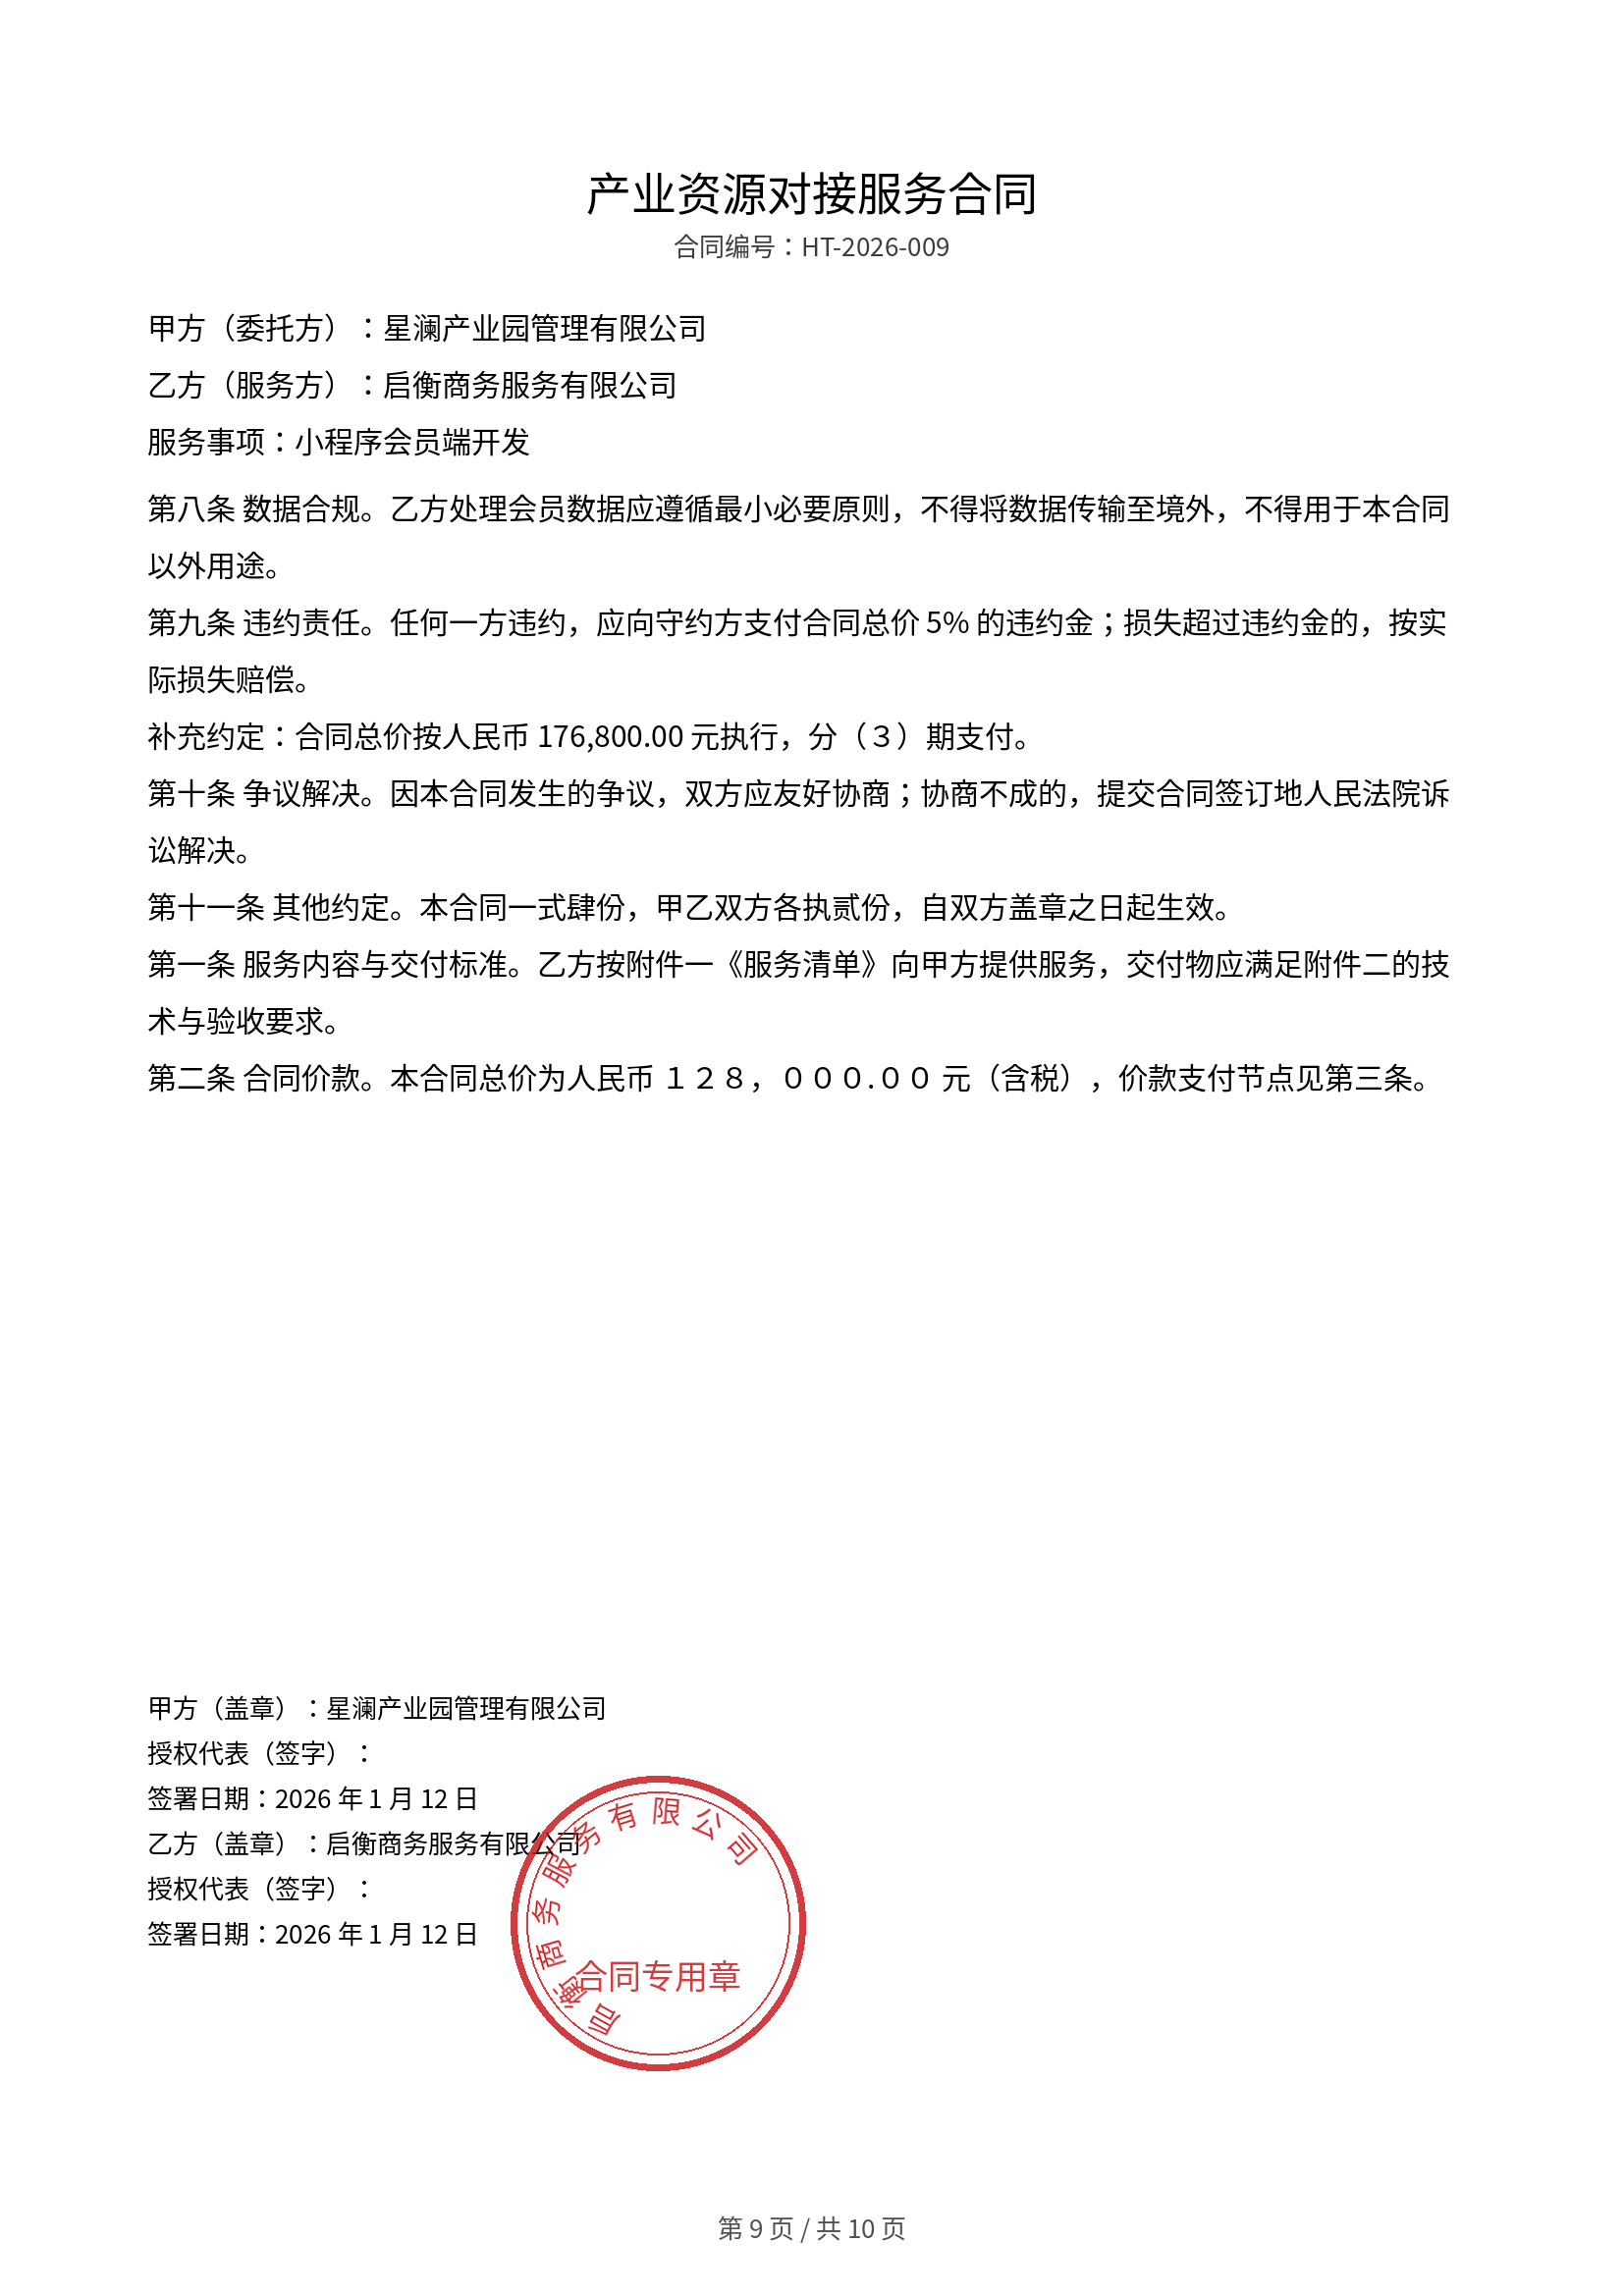 产业资源对接服务合同
合同编号：HT-2026-009
甲方（委托方）：星澜产业园管理有限公司
乙方（服务方）：启衡商务服务有限公司
服务事项：小程序会员端开发
第八条 数据合规。乙方处理会员数据应遵循最小必要原则，不得将数据传输至境外，不得用于本合同
以外用途。
第九条 违约责任。任何一方违约，应向守约方支付合同总价 5% 的违约金；损失超过违约金的，按实
际损失赔偿。
补充约定：合同总价按人民币 176,800.00 元执行，分（３）期支付。
第十条 争议解决。因本合同发生的争议，双方应友好协商；协商不成的，提交合同签订地人民法院诉
讼解决。
第十一条 其他约定。本合同一式肆份，甲乙双方各执贰份，自双方盖章之日起生效。
第一条 服务内容与交付标准。乙方按附件一《服务清单》向甲方提供服务，交付物应满足附件二的技
术与验收要求。
第二条 合同价款。本合同总价为人民币 １２８，０００.００ 元（含税），价款支付节点见第三条。
甲方（盖章）：星澜产业园管理有限公司
授权代表（签字）：
签署日期：2026 年 1 月 12 日
乙方（盖章）：启衡商务服务有限公司
授权代表（签字）：
签署日期：2026 年 1 月 12 日
启衡商务服务有限公司
合同专用章
第 9 页 / 共 10 页